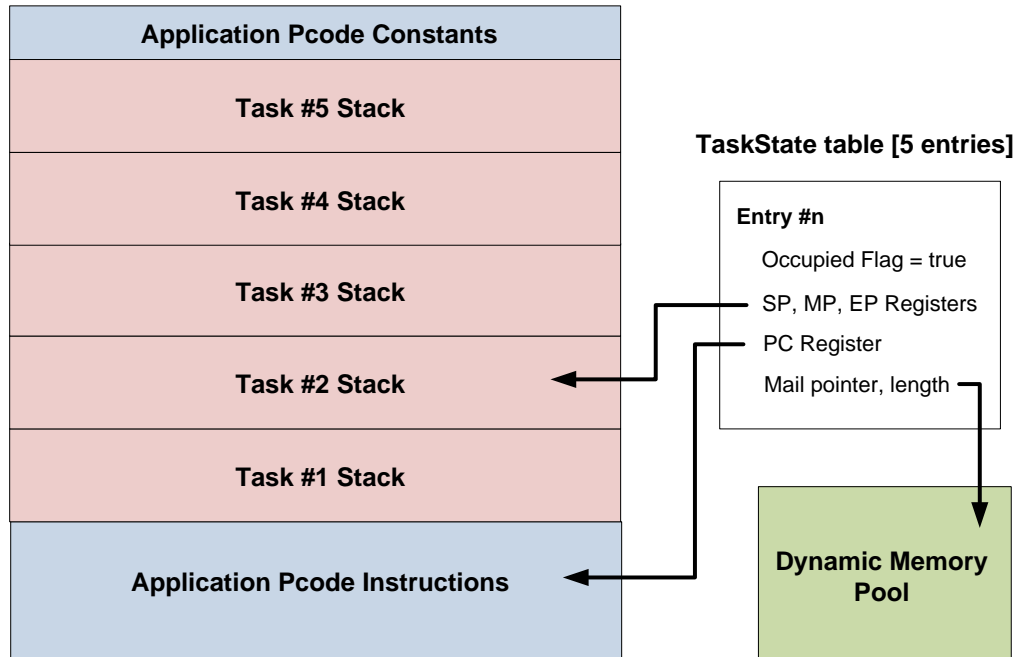 Application Pcode Constants
Task #5 Stack
Task #4 Stack
Task #3 Stack
Task #2 Stack
Task #1 Stack
Application Pcode Instructions
TaskState table [5 entries]
Entry #n
Occupied Flag = true
SP, MP, EP Registers
PC Register
Mail pointer, length
Dynamic Memory
Pool